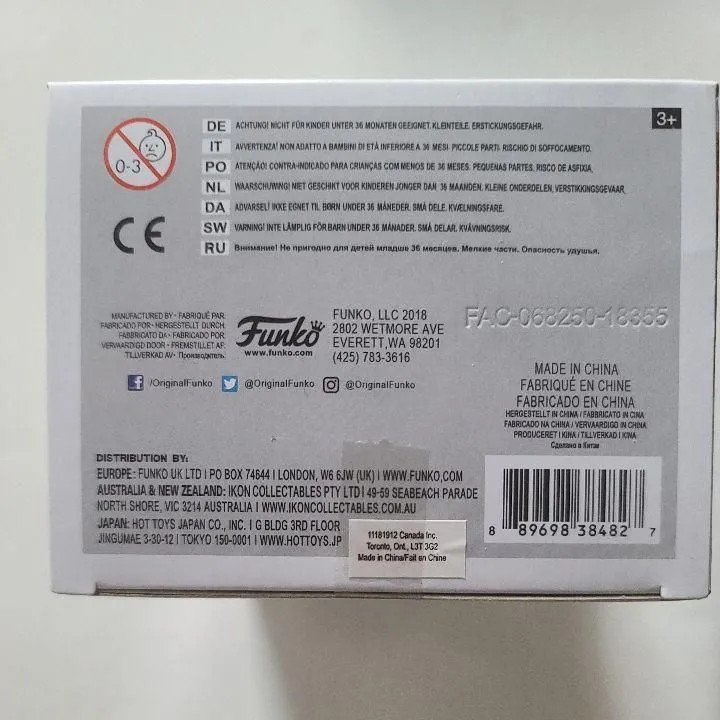 3+
0-3
DE ACHTUNG! NICHT FÜR KINDER UNTER 36 MONATEN GEEIGNET. KLEINTEILE. ERSTICKUNGSGEFAHR.
IT AVVERTENZA! NON ADATTO A BAMBINI DI ETÀ INFERIORE A 36 MESI. PICCOLE PARTI. RISCHIO DI SOFFOCAMENTO.
PO ATENÇÃO! CONTRA-INDICADO PARA CRIANÇAS COM MENOS DE 36 MESES. PEQUENAS PARTES, RISCO DE ASFIXIA.
NL WAARSCHUWING! NIET GESCHIKT VOOR KINDEREN JONGER DAN 36 MAANDEN. KLEINE ONDERDELEN, VERSTIKKINGSGEVAAR.
DA ADVARSEL! IKKE EGNET TIL BØRN UNDER 36 MÅNEDER. SMÅ DELE. KVÆLNINGSFARE.
SW VARNING! INTE LÄMPLIG FÖR BARN UNDER 36 MÅNADER. SMÅ DELAR. KVÄVNINGSRISK.
RU Внимание! Не пригодно для детей младше 36 месяцев. Мелкие части. Опасность удушья.
CE
MANUFACTURED BY · FABRIQUÉ PAR
FABRICADO POR · HERGESTELLT DURCH
FABBRICATO DA · FABRICADO POR
VERVAARDIGD DOOR · FREMSTILLET AF
TILLVERKAD AV · Производитель
Funko
www.funko.com
FUNKO, LLC 2018
2802 WETMORE AVE
EVERETT, WA 98201
(425) 783-3616
FAC-068250-18355
/OriginalFunko @OriginalFunko @OriginalFunko
MADE IN CHINA
FABRIQUÉ EN CHINE
FABRICADO EN CHINA
HERGESTELLT IN CHINA / FABBRICATO IN CINA
FABRICADO NA CHINA / VERVAARDIGD IN CHINA
PRODUCERET I KINA / TILLVERKAD I KINA
Сделано в Китае
DISTRIBUTION BY:
EUROPE: FUNKO UK LTD I PO BOX 74644 I LONDON, W6 6JW (UK) I WWW.FUNKO.COM
AUSTRALIA & NEW ZEALAND: IKON COLLECTABLES PTY LTD I 49-59 SEABEACH PARADE
NORTH SHORE, VIC 3214 AUSTRALIA I WWW.IKONCOLLECTABLES.COM.AU
JAPAN: HOT TOYS JAPAN CO., INC. I G BLDG 3RD FLOOR
JINGUMAE 3-30-12 I TOKYO 150-0001 I WWW.HOTTOYS.JP
11181912 Canada Inc.
Toronto, Ont., L3T 3G2
Made in China/Fait en Chine
8 89698 38482 7